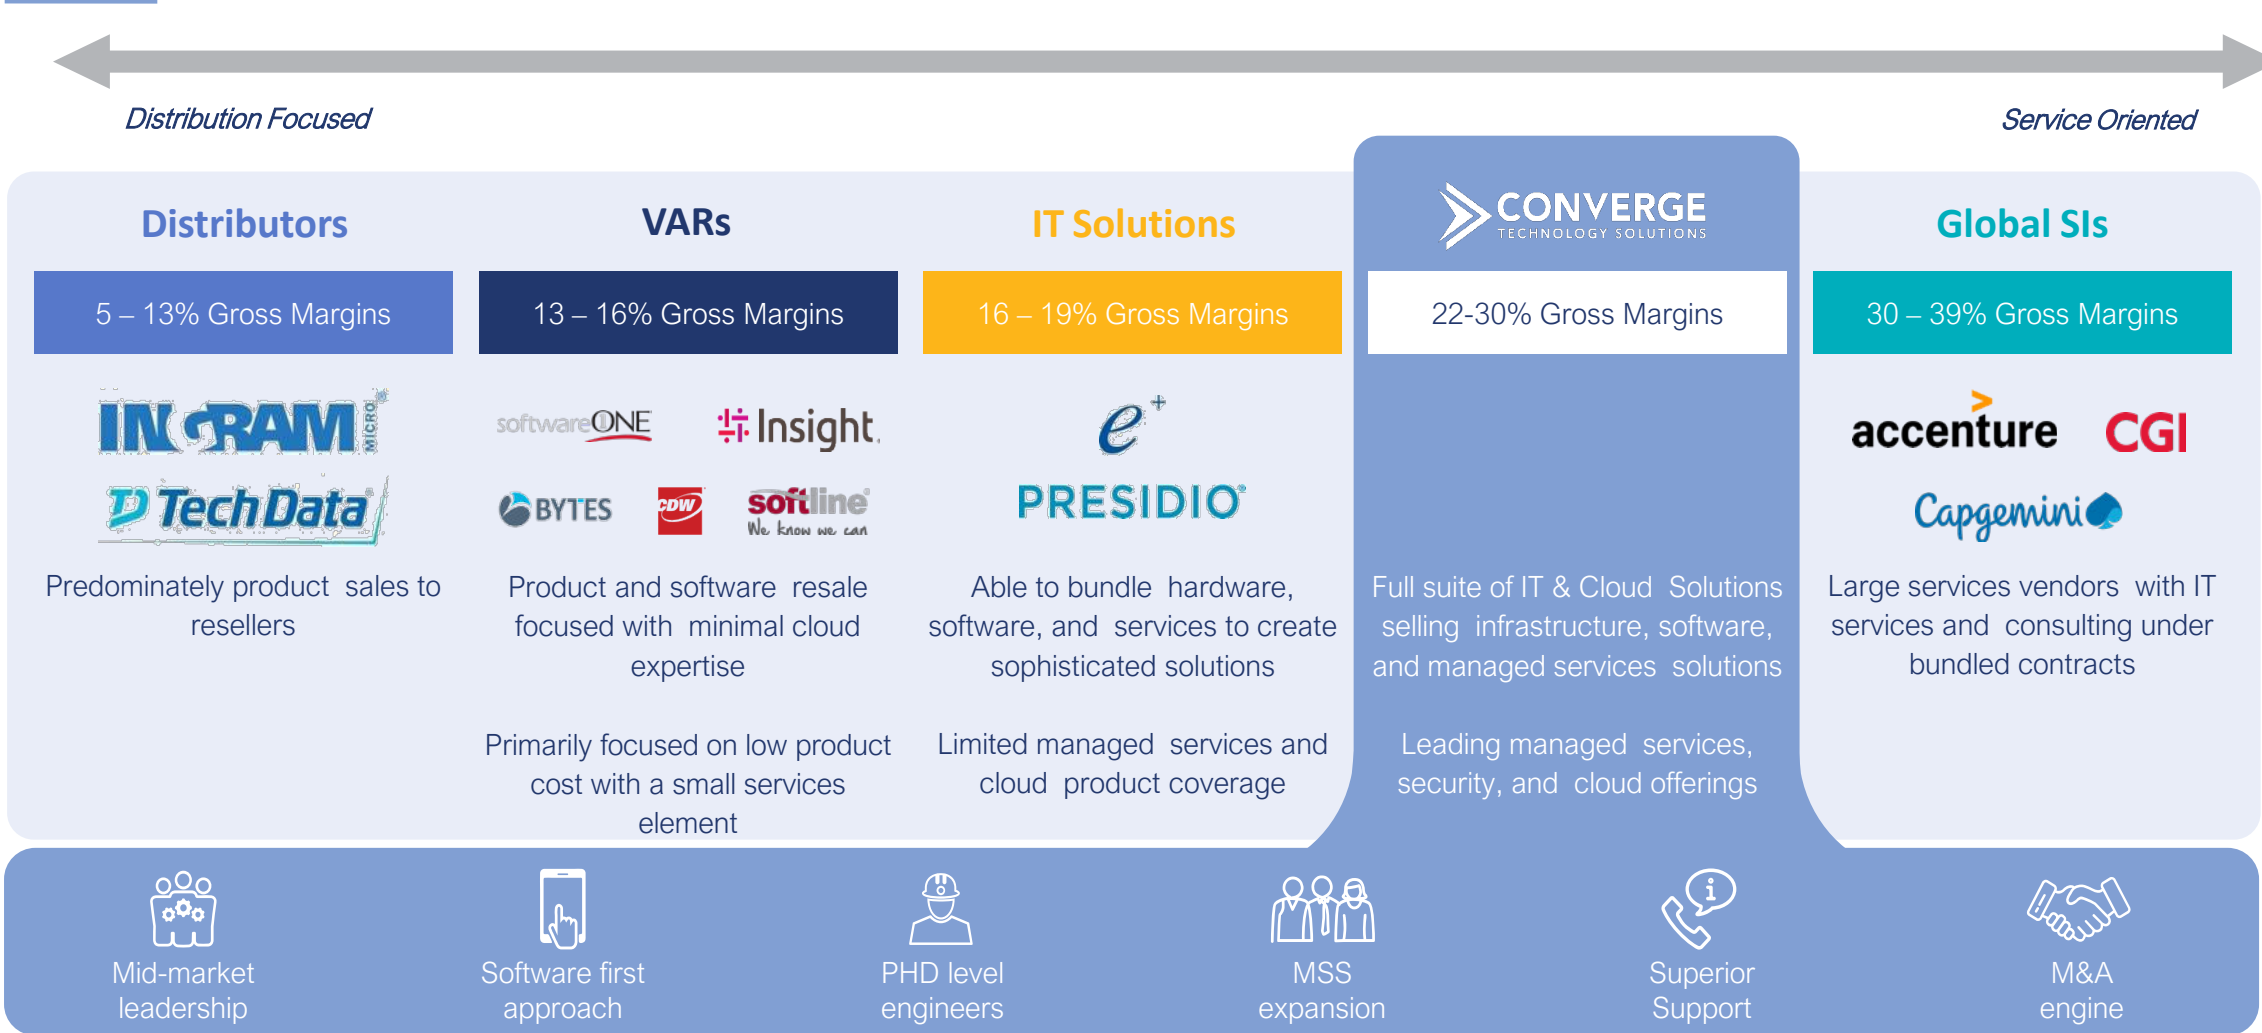 Distribution Focused
Service Oriented
Distributors
5 – 13% Gross Margins
INGRAM MICRO
Tech Data
Predominately product sales to
resellers
VARs
13 – 16% Gross Margins
softwareONE
Insight
BYTES
CDW
softline
We know we can
Product and software resale
focused with minimal cloud
expertise
Primarily focused on low product
cost with a small services
element
IT Solutions
16 – 19% Gross Margins
e+
PRESIDIO
Able to bundle hardware,
software, and services to create
sophisticated solutions
Limited managed services and
cloud product coverage
CONVERGE
TECHNOLOGY SOLUTIONS
22-30% Gross Margins
Full suite of IT & Cloud Solutions
selling infrastructure, software,
and managed services solutions
Leading managed services,
security, and cloud offerings
Global SIs
30 – 39% Gross Margins
accenture
CGI
Capgemini
Large services vendors with IT
services and consulting under
bundled contracts
Mid-market
leadership
Software first
approach
PHD level
engineers
MSS
expansion
Superior
Support
M&A
engine